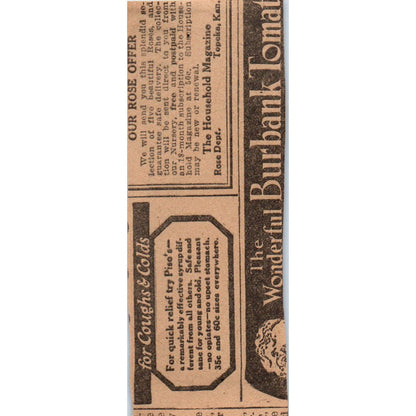 OUR ROSE OFFER
We will send you this splendid se-
lection of five beautiful Roses, and
guarantee safe delivery. The collec-
tion will be sent direct to you from
our Nursery, free and postpaid with
an 18-month subscription to the House-
hold Magazine at 50c. Subscription
may be new or renewal.
The Household Magazine
Rose Dept. Topeka, Kan.
for Coughs & Colds
For quick relief try Piso's—
a remarkably effective syrup dif-
ferent from all others. Safe and
sane for young and old. Pleasant
—no opiates—no upset stomach.
35c and 60c sizes everywhere.
The
Wonderful Burbank Tomat